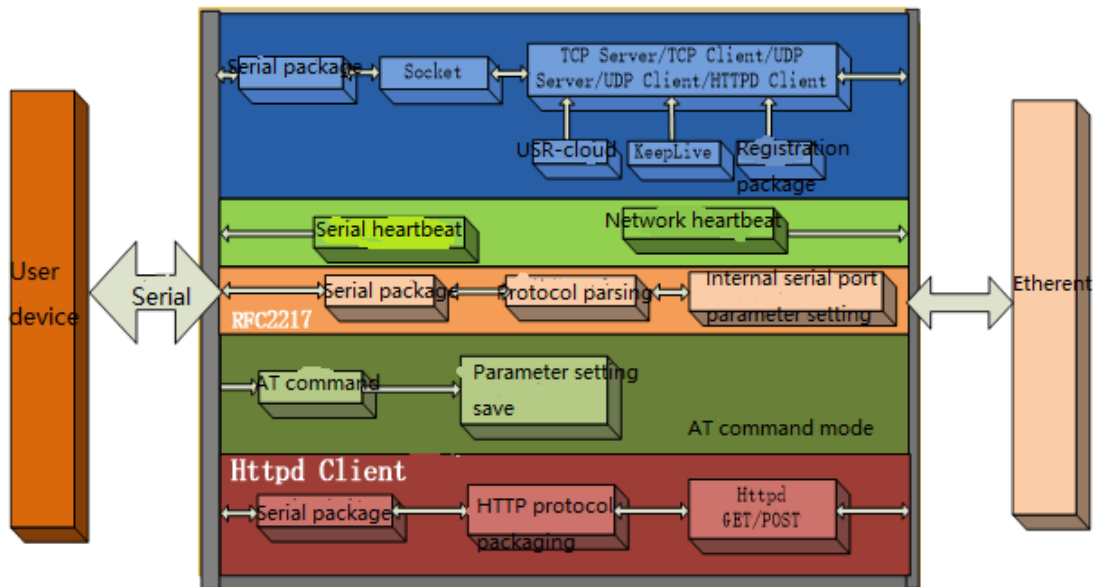 Serial package
Socket
TCP Server/TCP Client/UDP
Server/UDP Client/HTTPD Client
USR-cloud
KeepLive
Registration
package
Serial heartbeat
Network heartbeat
User
device
Serial
Serial package
Protocol parsing
Internal serial port
parameter setting
RFC2217
Etherent
AT command
Parameter setting
save
AT command mode
Httpd Client
Serial package
HTTP protocol
packaging
Httpd
GET/POST